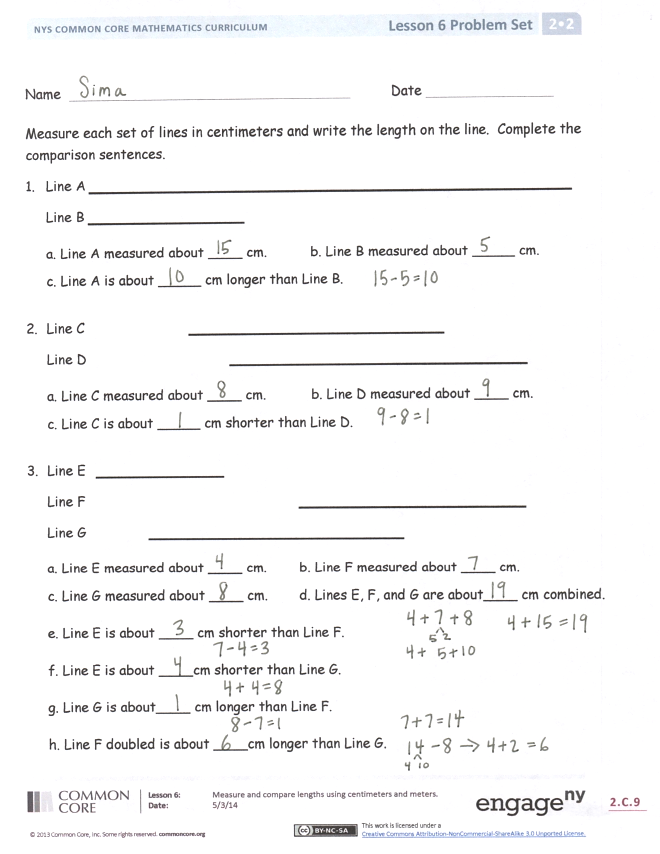 NYS COMMON CORE MATHEMATICS CURRICULUM Lesson 6 Problem Set 2•2
Name Sima Date
Measure each set of lines in centimeters and write the length on the line. Complete the
comparison sentences.
1. Line A
Line B
a. Line A measured about 15 cm. b. Line B measured about 5 cm.
c. Line A is about 10 cm longer than Line B. 15-5=10
2. Line C
Line D
a. Line C measured about 8 cm. b. Line D measured about 9 cm.
c. Line C is about 1 cm shorter than Line D. 9-8=1
3. Line E
Line F
Line G
a. Line E measured about 4 cm. b. Line F measured about 7 cm.
c. Line G measured about 8 cm. d. Lines E, F, and G are about 19 cm combined.
4+7+8 4+15=19
e. Line E is about 3 cm shorter than Line F. 5 2
7-4=3 4+ 5+10
f. Line E is about 4 cm shorter than Line G.
4+4=8
g. Line G is about 1 cm longer than Line F.
8-7=1 7+7=14
h. Line F doubled is about 6 cm longer than Line G. 14-8→4+2=6
4 10
COMMON CORE
Lesson 6: Measure and compare lengths using centimeters and meters.
Date: 5/3/14
engageny 2.C.9
© 2013 Common Core, Inc. Some rights reserved. commoncore.org
(cc) BY-NC-SA
This work is licensed under a
Creative Commons Attribution-NonCommercial-ShareAlike 3.0 Unported License.